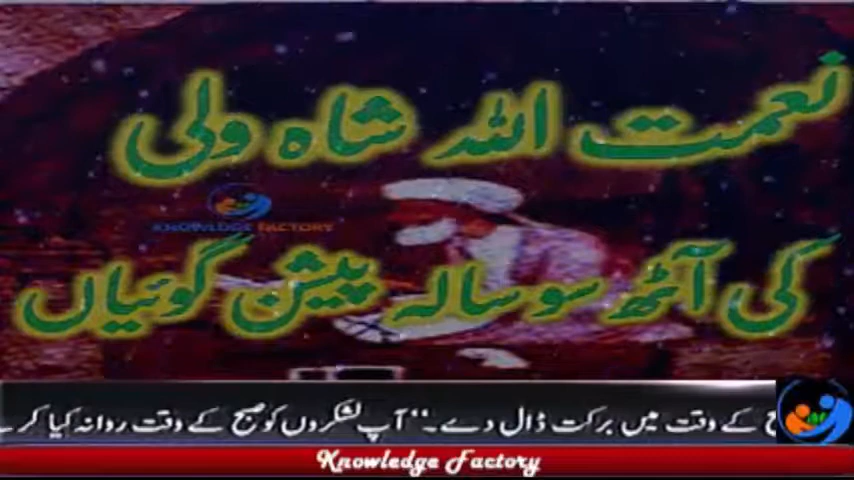 نعمت اللہ شاہ ولی
KNOWLEDGE FACTORY
کی آٹھ سو سالہ پیشن گوئیاں
کے وقت میں برکت ڈال دے۔‘‘ آپ لشکروں کو صبح کے وقت روانہ کیا کر
Knowledge Factory